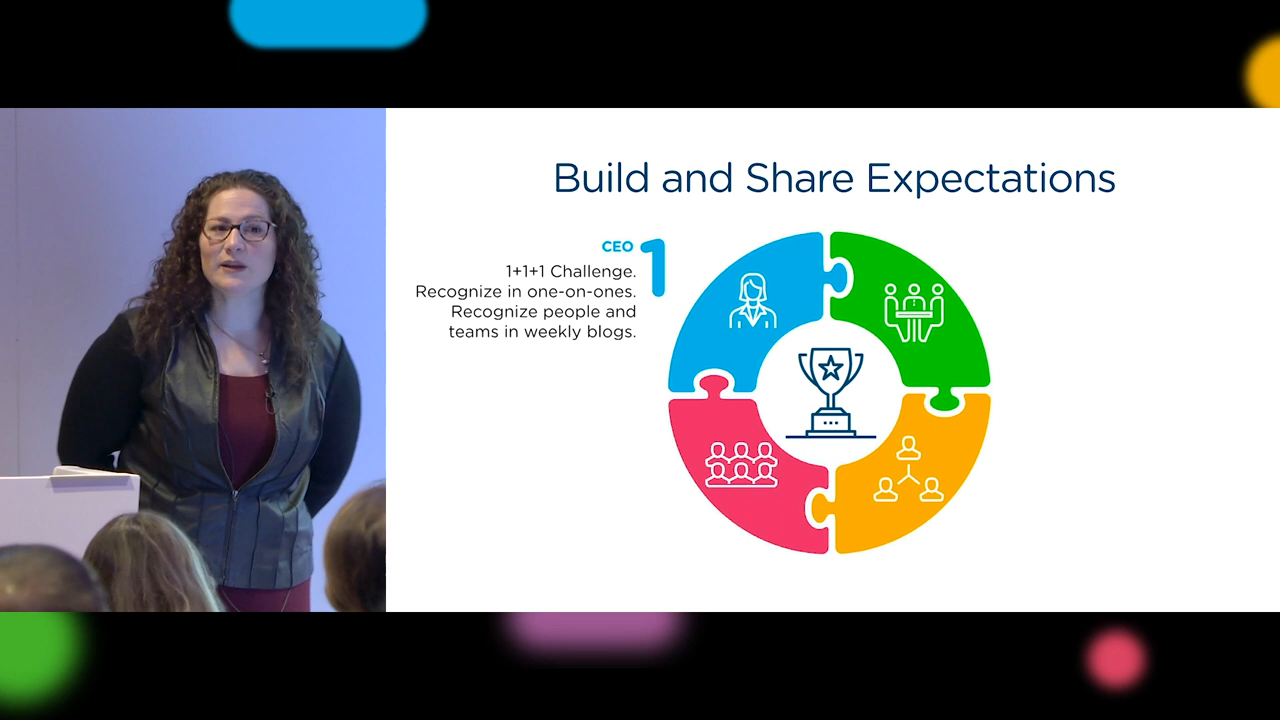 Build and Share Expectations
CEO 1
1+1+1 Challenge.
Recognize in one-on-ones.
Recognize people and
teams in weekly blogs.